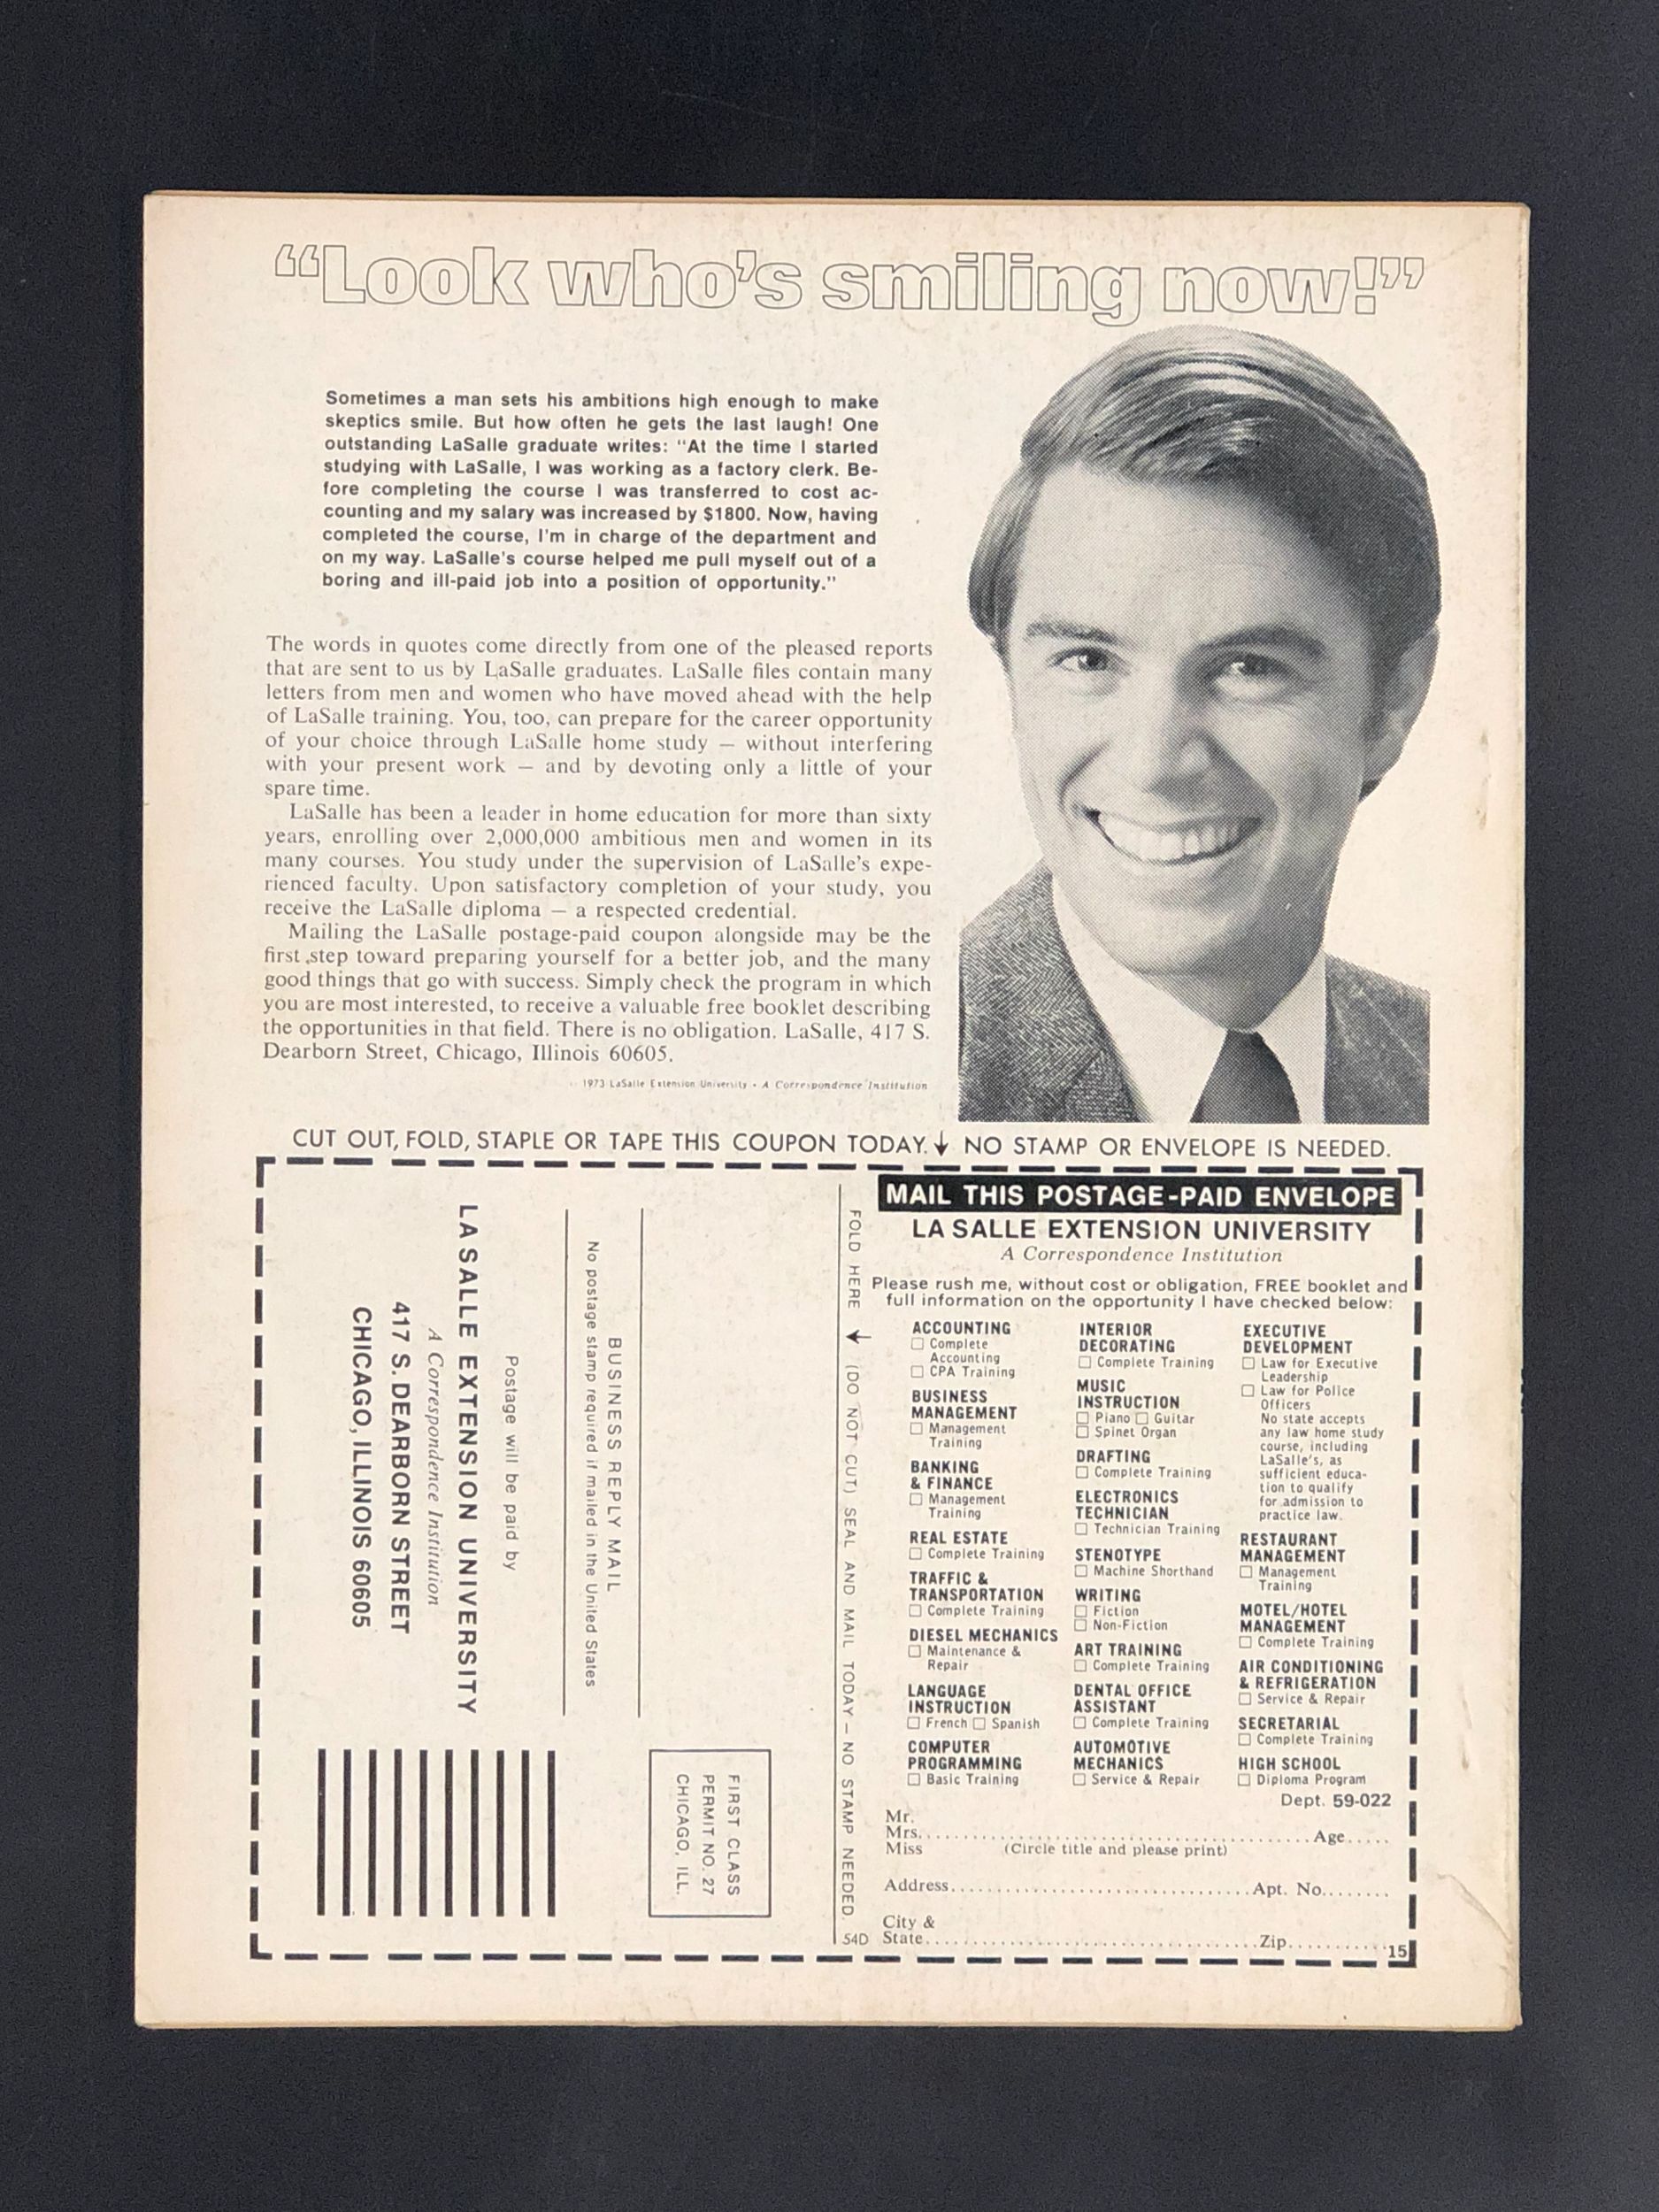 “Look who’s smiling now!”
Sometimes a man sets his ambitions high enough to make
skeptics smile. But how often he gets the last laugh! One
outstanding LaSalle graduate writes: "At the time I started
studying with LaSalle, I was working as a factory clerk. Be-
fore completing the course I was transferred to cost ac-
counting and my salary was increased by $1800. Now, having
completed the course, I'm in charge of the department and
on my way. LaSalle's course helped me pull myself out of a
boring and ill-paid job into a position of opportunity."
The words in quotes come directly from one of the pleased reports
that are sent to us by LaSalle graduates. LaSalle files contain many
letters from men and women who have moved ahead with the help
of LaSalle training. You, too, can prepare for the career opportunity
of your choice through LaSalle home study — without interfering
with your present work — and by devoting only a little of your
spare time.
LaSalle has been a leader in home education for more than sixty
years, enrolling over 2,000,000 ambitious men and women in its
many courses. You study under the supervision of LaSalle's expe-
rienced faculty. Upon satisfactory completion of your study, you
receive the LaSalle diploma — a respected credential.
Mailing the LaSalle postage-paid coupon alongside may be the
first step toward preparing yourself for a better job, and the many
good things that go with success. Simply check the program in which
you are most interested, to receive a valuable free booklet describing
the opportunities in that field. There is no obligation. LaSalle, 417 S.
Dearborn Street, Chicago, Illinois 60605.
1973 LaSalle Extension University • A Correspondence Institution
CUT OUT, FOLD, STAPLE OR TAPE THIS COUPON TODAY. ↓ NO STAMP OR ENVELOPE IS NEEDED.
FIRST CLASS
PERMIT NO. 27
CHICAGO, ILL.
BUSINESS REPLY MAIL
No postage stamp required if mailed in the United States
Postage will be paid by
LA SALLE EXTENSION UNIVERSITY
A Correspondence Institution
417 S. DEARBORN STREET
CHICAGO, ILLINOIS 60605
FOLD HERE → (DO NOT CUT) SEAL AND MAIL TODAY — NO STAMP NEEDED.
54D
MAIL THIS POSTAGE-PAID ENVELOPE
LA SALLE EXTENSION UNIVERSITY
A Correspondence Institution
Please rush me, without cost or obligation, FREE booklet and
full information on the opportunity I have checked below:
ACCOUNTING
☐ Complete
Accounting
☐ CPA Training
BUSINESS
MANAGEMENT
☐ Management
Training
BANKING
& FINANCE
☐ Management
Training
REAL ESTATE
☐ Complete Training
TRAFFIC &
TRANSPORTATION
☐ Complete Training
DIESEL MECHANICS
☐ Maintenance &
Repair
LANGUAGE
INSTRUCTION
☐ French ☐ Spanish
COMPUTER
PROGRAMMING
☐ Basic Training
INTERIOR
DECORATING
☐ Complete Training
MUSIC
INSTRUCTION
☐ Piano ☐ Guitar
☐ Spinet Organ
DRAFTING
☐ Complete Training
ELECTRONICS
TECHNICIAN
☐ Technician Training
STENOTYPE
☐ Machine Shorthand
WRITING
☐ Fiction
☐ Non-Fiction
ART TRAINING
☐ Complete Training
DENTAL OFFICE
ASSISTANT
☐ Complete Training
AUTOMOTIVE
MECHANICS
☐ Service & Repair
EXECUTIVE
DEVELOPMENT
☐ Law for Executive
Leadership
☐ Law for Police
Officers
No state accepts
any law home study
course, including
LaSalle's, as
sufficient educa-
tion to qualify
for admission to
practice law.
RESTAURANT
MANAGEMENT
☐ Management
Training
MOTEL/HOTEL
MANAGEMENT
☐ Complete Training
AIR CONDITIONING
& REFRIGERATION
☐ Service & Repair
SECRETARIAL
☐ Complete Training
HIGH SCHOOL
☐ Diploma Program
Dept. 59-022
Mr.
Mrs. Age
Miss (Circle title and please print)
Address Apt. No.
City &
State Zip
15